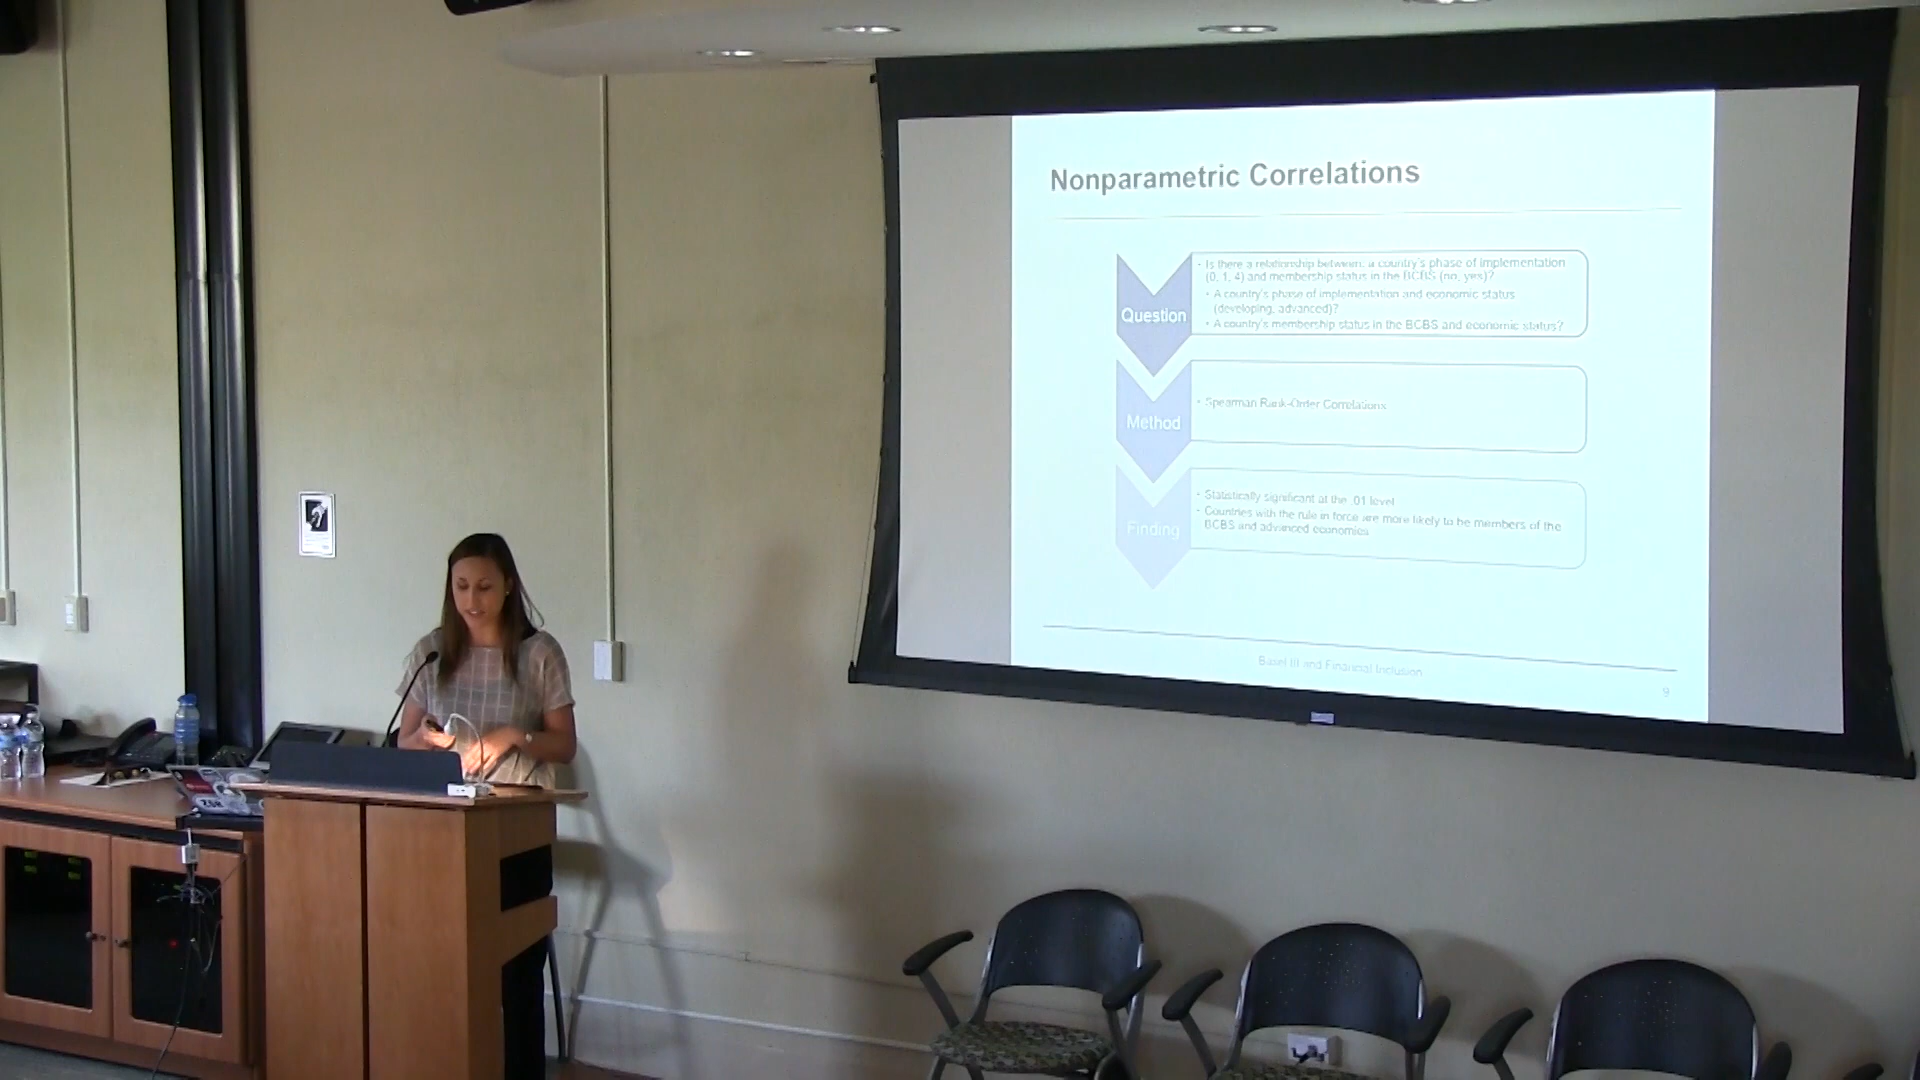 Nonparametric Correlations
Question
• Is there a relationship between: a country's phase of implementation
(0, 1, 4) and membership status in the BCBS (no, yes)?
• A country's phase of implementation and economic status
(developing, advanced)?
• A country's membership status in the BCBS and economic status?
Method
• Spearman Rank-Order Correlations
Finding
• Statistically significant at the .01 level
• Countries with the rule in force are more likely to be members of the
BCBS and advanced economies
Basel III and Financial Inclusion
9